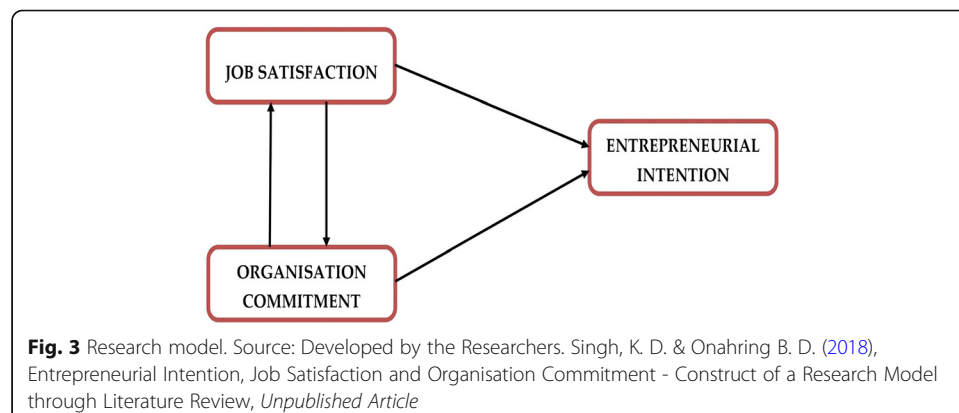 JOB SATISFACTION
ENTREPRENEURIAL
INTENTION
ORGANISATION
COMMITMENT
Fig. 3 Research model. Source: Developed by the Researchers. Singh, K. D. & Onahring B. D. (2018),
Entrepreneurial Intention, Job Satisfaction and Organisation Commitment - Construct of a Research Model
through Literature Review, Unpublished Article